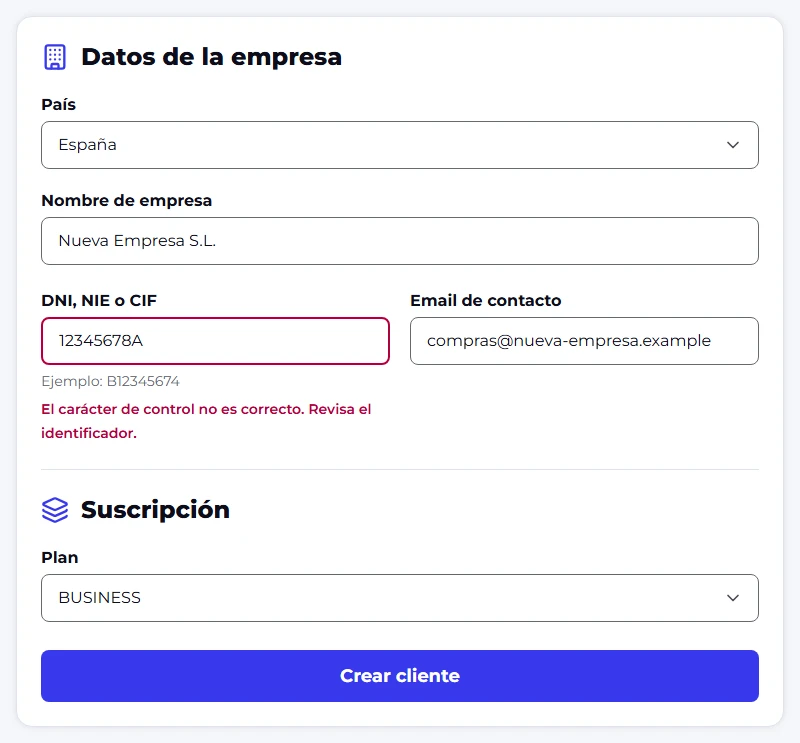 Datos de la empresa
País
España
Nombre de empresa
Nueva Empresa S.L.
DNI, NIE o CIF
12345678A
Ejemplo: B12345674
El carácter de control no es correcto. Revisa el
identificador.
Email de contacto
compras@nueva-empresa.example
Suscripción
Plan
BUSINESS
Crear cliente